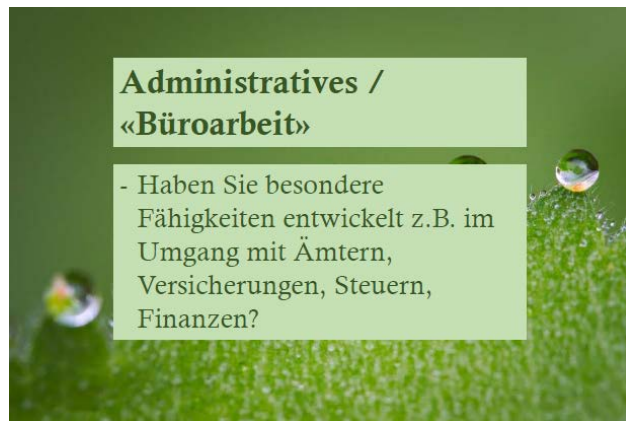 Administratives /
«Büroarbeit»
- Haben Sie besondere
Fähigkeiten entwickelt z.B. im
Umgang mit Ämtern,
Versicherungen, Steuern,
Finanzen?